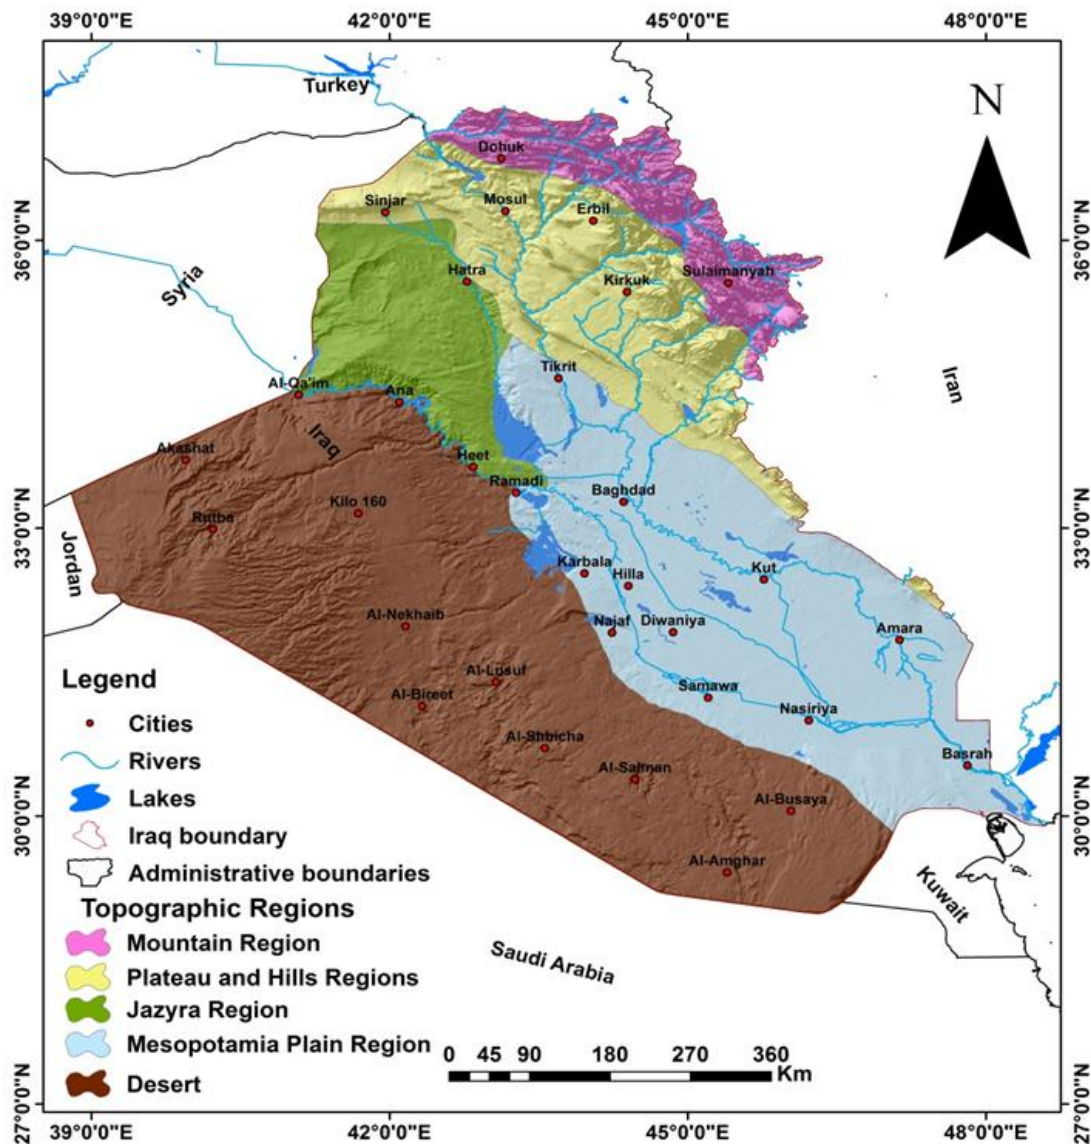 39°0'0"E
42°0'0"E
45°0'0"E
48°0'0"E
N
Turkey
Dohuk
Sinjar
Mosul
Erbil
36°0'0"N
36°0'0"N
Hatra
Kirkuk
Sulaimanyah
Syria
Tikrit
Iran
Al-Qa'im
Ana
Iraq
Akashat
Heet
Ramadi
Baghdad
Kilo 160
Rutba
33°0'0"N
33°0'0"N
Jordan
Karbala
Hilla
Kut
Al-Nekhaib
Najaf
Diwaniya
Amara
Al-Lusuf
Al-Bireet
Samawa
Nasiriya
Al-Shbicha
Al-Salman
Basrah
Al-Busaya
30°0'0"N
30°0'0"N
Al-Amghar
Kuwait
Saudi Arabia
Legend
Cities
Rivers
Lakes
Iraq boundary
Administrative boundaries
Topographic Regions
Mountain Region
Plateau and Hills Regions
Jazyra Region
Mesopotamia Plain Region
Desert
0 45 90 180 270 360
Km
27°0'0"N
27°0'0"N
39°0'0"E
42°0'0"E
45°0'0"E
48°0'0"E